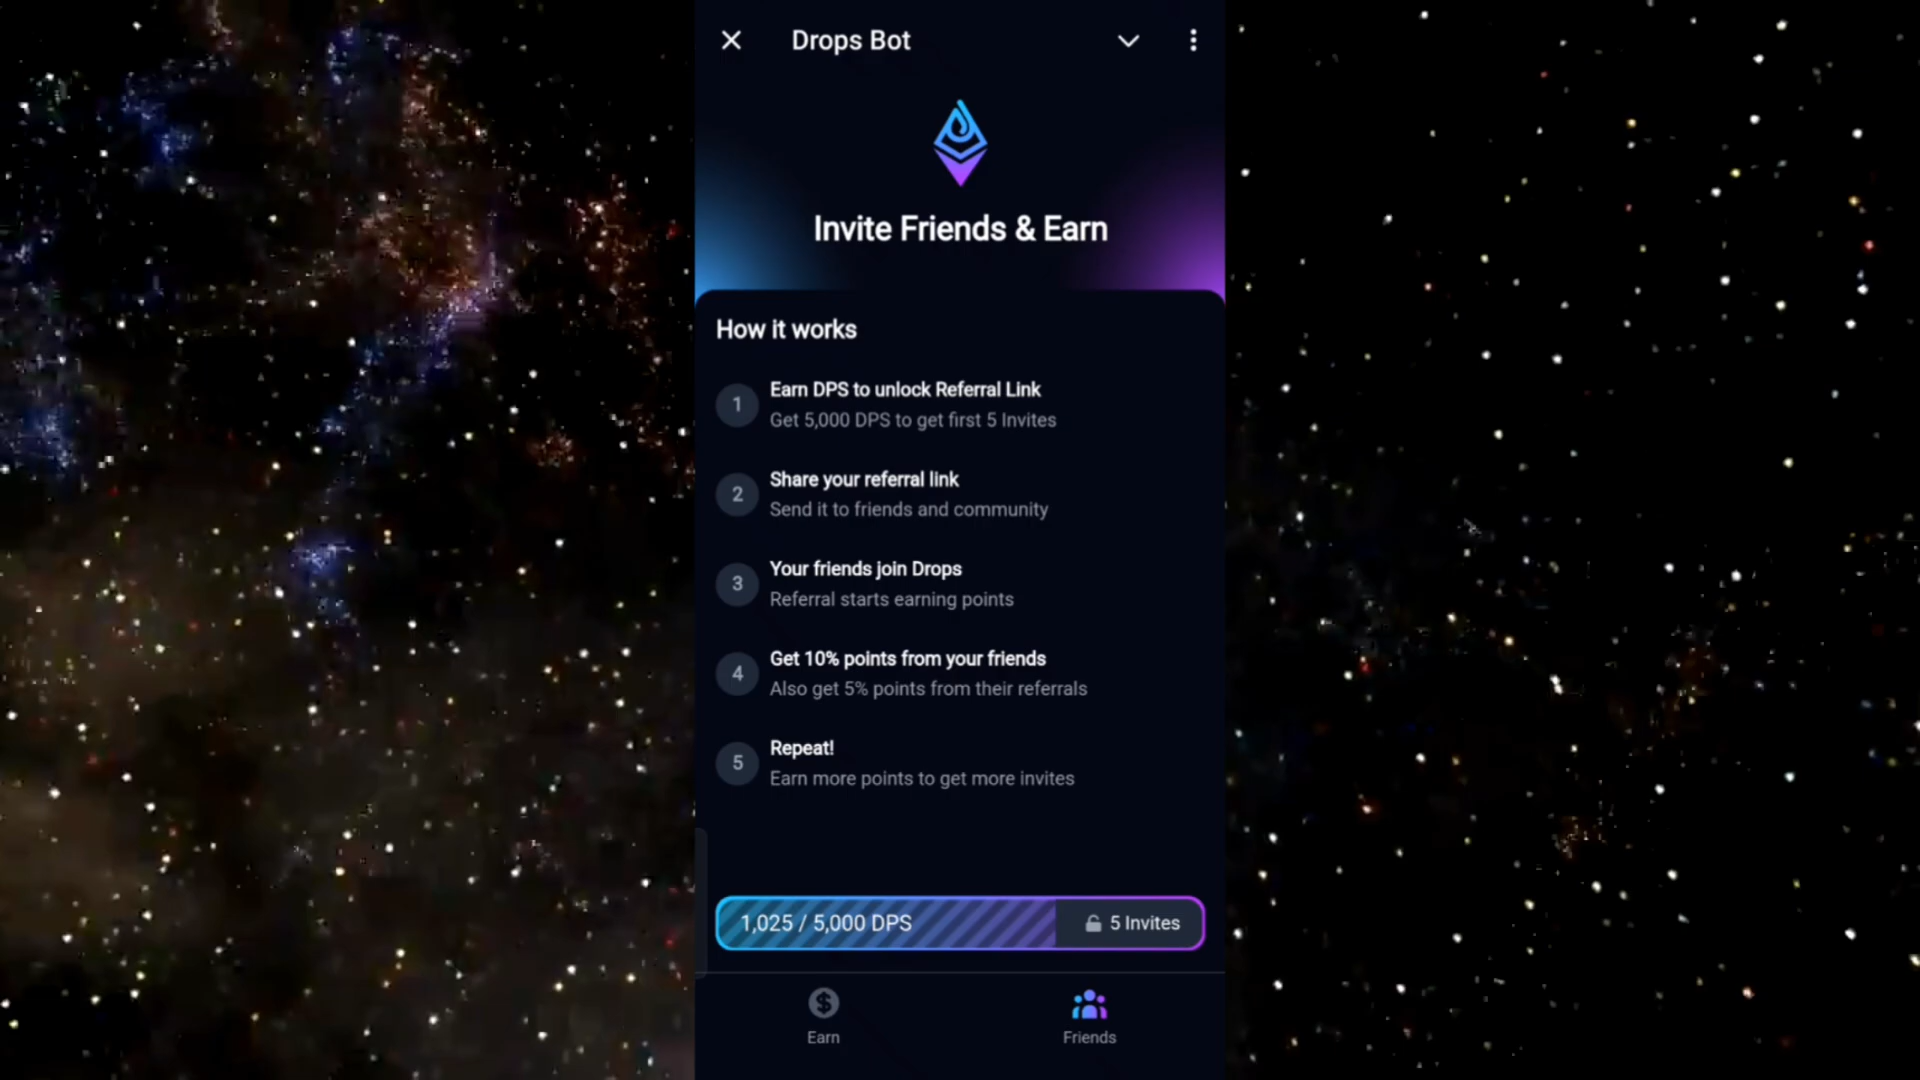 Drops Bot
Invite Friends & Earn
How it works
1
Earn DPS to unlock Referral Link
Get 5,000 DPS to get first 5 Invites
2
Share your referral link
Send it to friends and community
3
Your friends join Drops
Referral starts earning points
4
Get 10% points from your friends
Also get 5% points from their referrals
5
Repeat!
Earn more points to get more invites
1,025 / 5,000 DPS
5 Invites
Earn
Friends